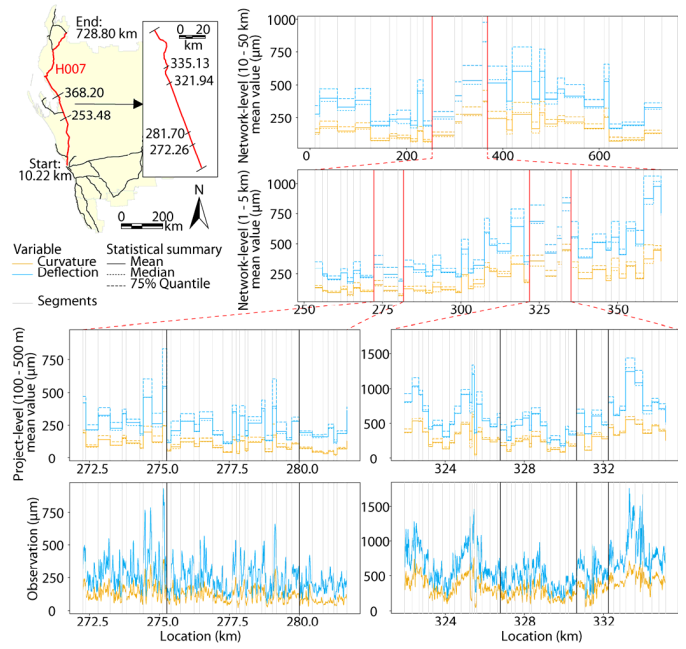 End:
728.80 km
H007
368.20
253.48
Start:
10.22 km
0 20
km
335.13
321.94
281.70
272.26
N
0 200
km
Variable
Curvature
Deflection
Segments
Statistical summary
Mean
Median
75% Quantile
Network-level (10 - 50 km)
mean value (µm)
1000
750
500
250
0 200 400 600
Network-level (1 - 5 km)
mean value (µm)
1000
750
500
250
250 275 300 325 350
Project-level (100, - 500 m)
mean value (µm)
750
500
250
0
272.5 275.0 277.5 280.0
1500
1000
500
0
324 328 332
Observation (µm)
750
500
250
0
272.5 275.0 277.5 280.0
Location (km)
1500
1000
500
0
324 328 332
Location (km)